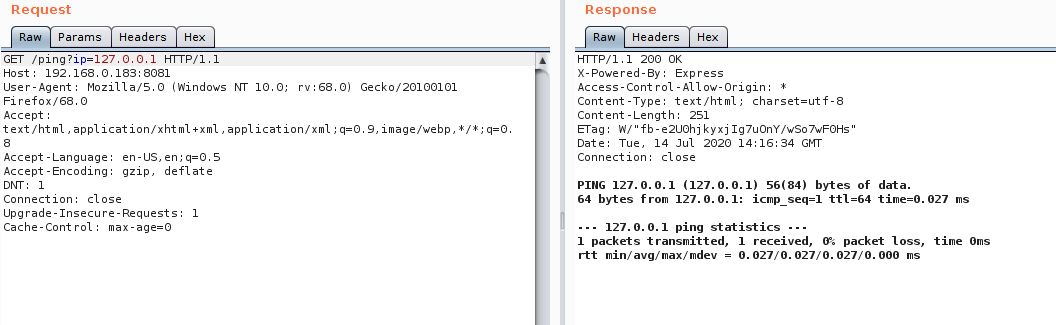 Request
Raw Params Headers Hex
GET /ping?ip=127.0.0.1 HTTP/1.1
Host: 192.168.0.183:8081
User-Agent: Mozilla/5.0 (Windows NT 10.0; rv:68.0) Gecko/20100101
Firefox/68.0
Accept:
text/html,application/xhtml+xml,application/xml;q=0.9,image/webp,*/*;q=0.
8
Accept-Language: en-US,en;q=0.5
Accept-Encoding: gzip, deflate
DNT: 1
Connection: close
Upgrade-Insecure-Requests: 1
Cache-Control: max-age=0
Response
Raw Headers Hex
HTTP/1.1 200 OK
X-Powered-By: Express
Access-Control-Allow-Origin: *
Content-Type: text/html; charset=utf-8
Content-Length: 251
ETag: W/"fb-e2U0hjkyxjIg7uOnY/wSo7wF0Hs"
Date: Tue, 14 Jul 2020 14:16:34 GMT
Connection: close
PING 127.0.0.1 (127.0.0.1) 56(84) bytes of data.
64 bytes from 127.0.0.1: icmp_seq=1 ttl=64 time=0.027 ms
--- 127.0.0.1 ping statistics ---
1 packets transmitted, 1 received, 0% packet loss, time 0ms
rtt min/avg/max/mdev = 0.027/0.027/0.027/0.000 ms